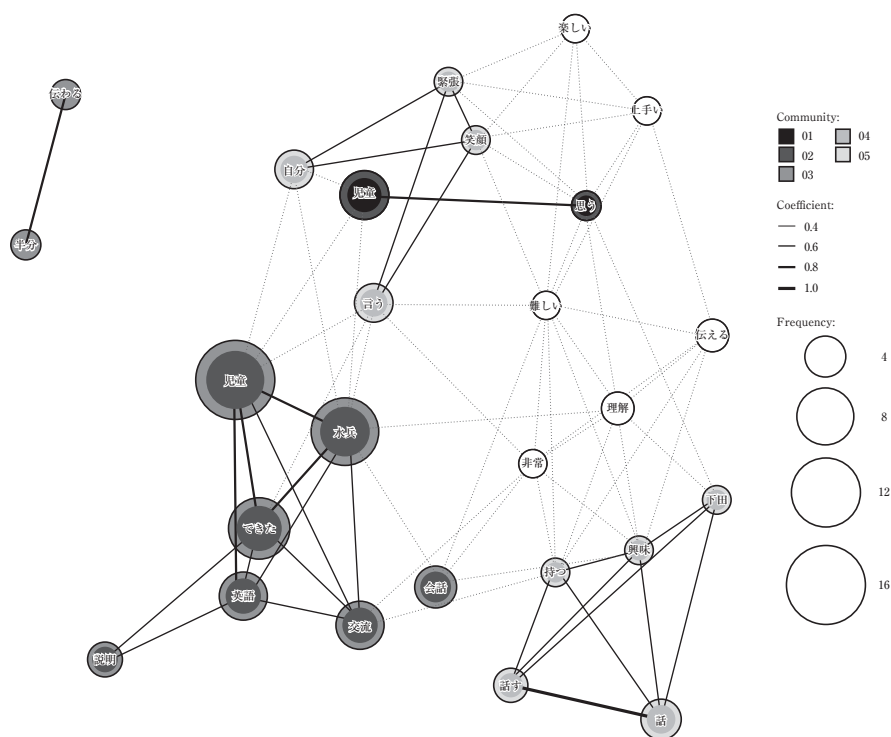 楽しい
緊張
伝わる
上手い
笑顔
自分
児童
思う
半分
言う
難しい
伝える
児童
理解
水兵
非常
下田
できた
興味
持つ
会話
英語
交流
説明
話す
話
Community:
01 04
02 05
03
Coefficient:
0.4
0.6
0.8
1.0
Frequency:
4
8
12
16